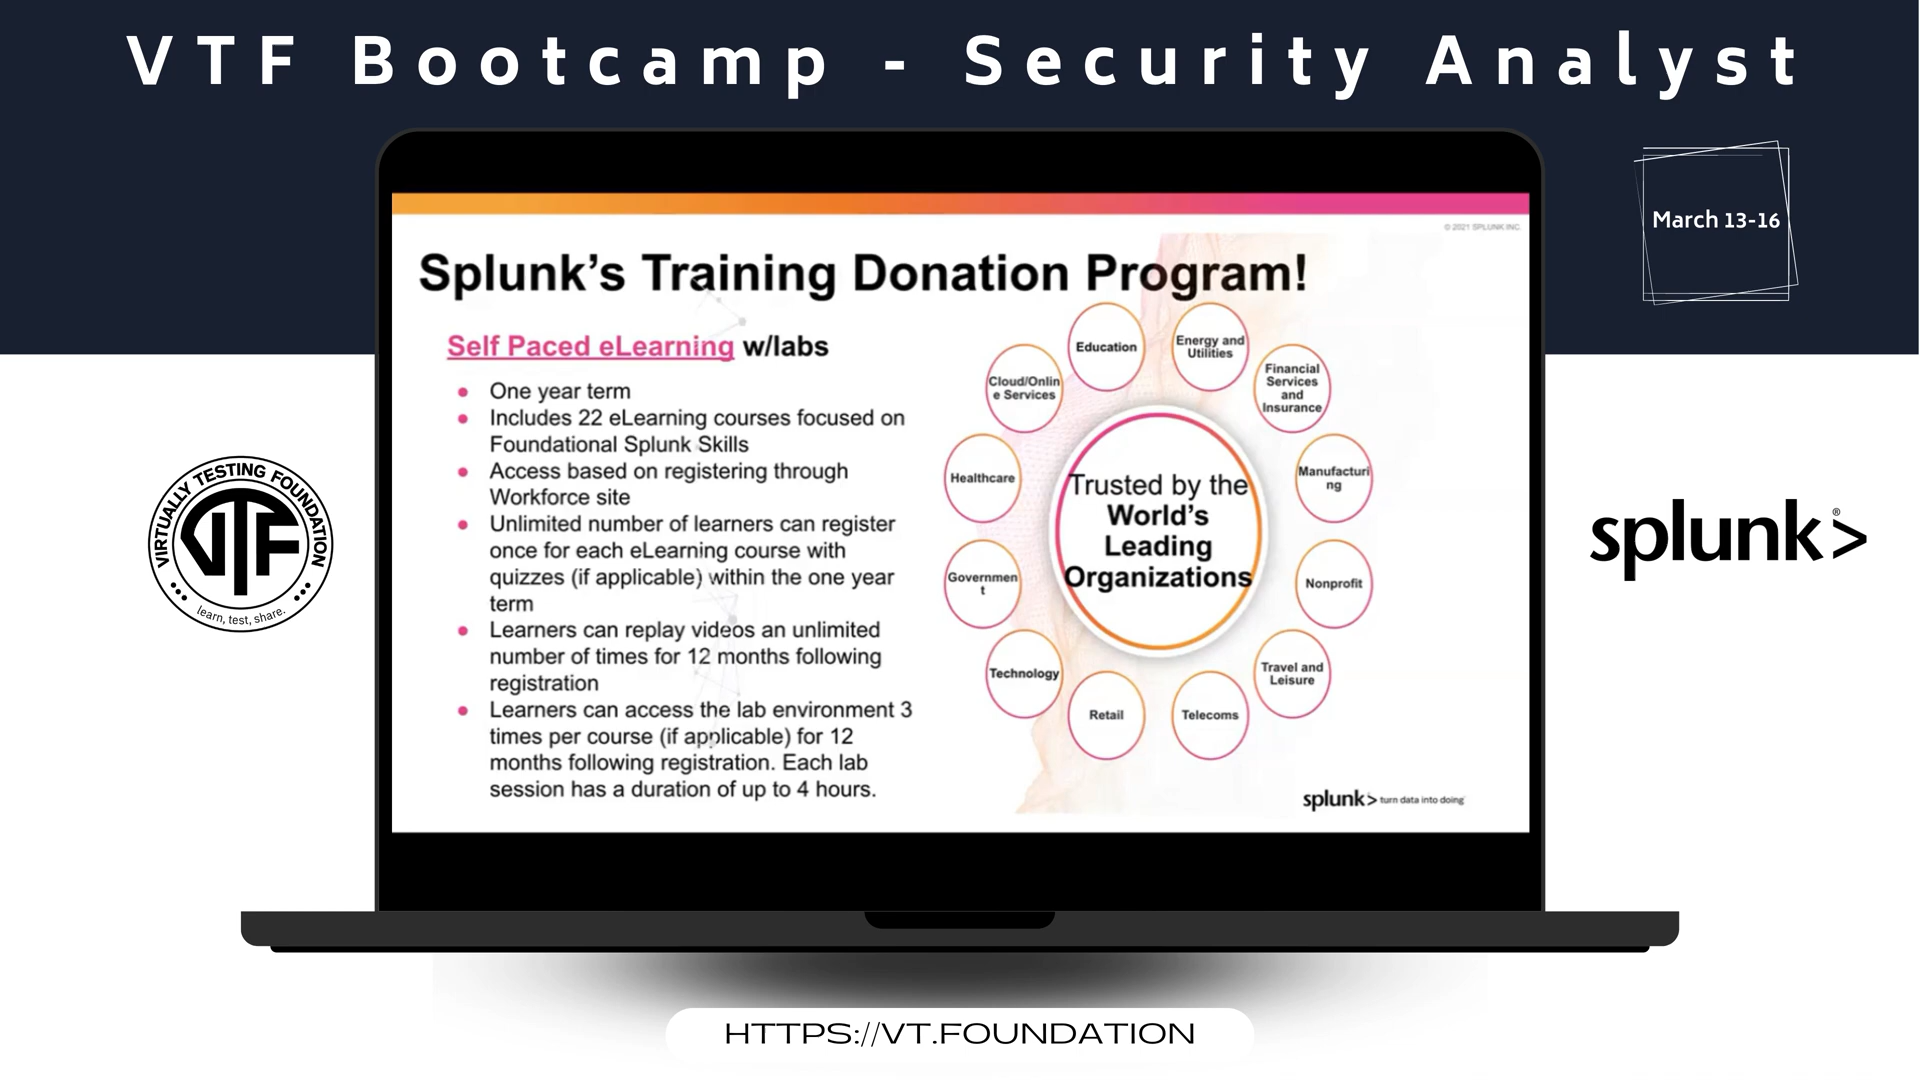 VTF Bootcamp - Security Analyst
March 13-16
© 2021 SPLUNK INC.
Splunk's Training Donation Program!
Self Paced eLearning w/labs
● One year term
● Includes 22 eLearning courses focused on
Foundational Splunk Skills
● Access based on registering through
Workforce site
● Unlimited number of learners can register
once for each eLearning course with
quizzes (if applicable) within the one year
term
● Learners can replay videos an unlimited
number of times for 12 months following
registration
● Learners can access the lab environment 3
times per course (if applicable) for 12
months following registration. Each lab
session has a duration of up to 4 hours.
Trusted by the
World's
Leading
Organizations
Education
Energy and
Utilities
Financial
Services
and
Insurance
Manufacturi
ng
Nonprofit
Travel and
Leisure
Telecoms
Retail
Technology
Governmen
t
Healthcare
Cloud/Onlin
e Services
splunk> turn data into doing
VIRTUALLY TESTING FOUNDATION
VTF
learn, test, share.
splunk®>
HTTPS://VT.FOUNDATION